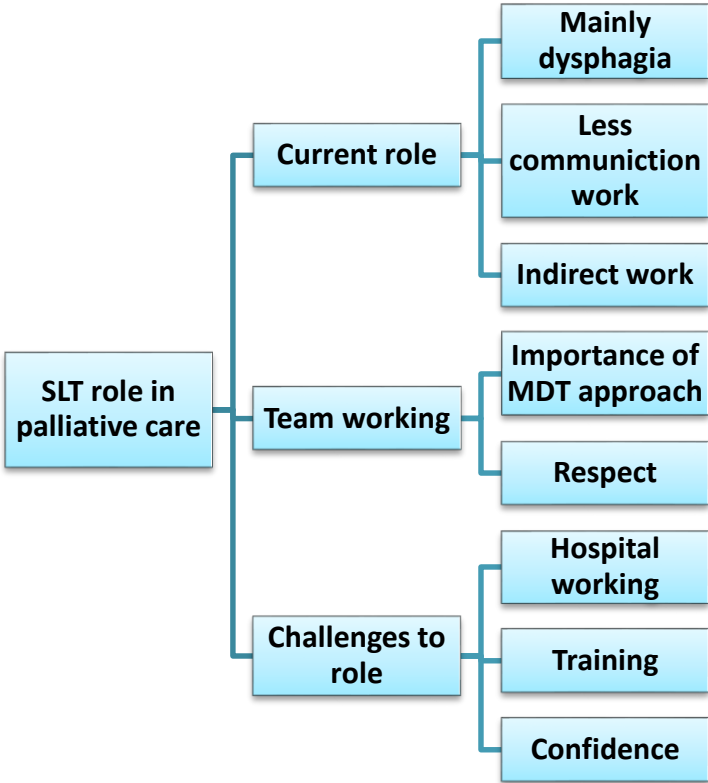 SLT role in
palliative care
Current role
Mainly
dysphagia
Less
communiction
work
Indirect work
Team working
Importance of
MDT approach
Respect
Challenges to
role
Hospital
working
Training
Confidence